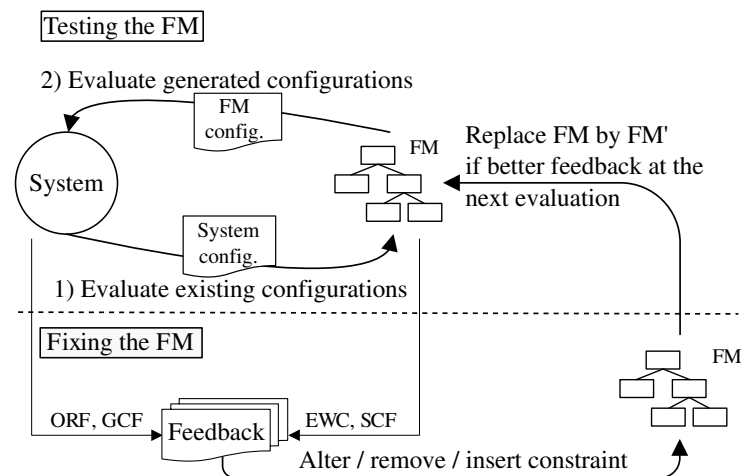 Testing the FM
2) Evaluate generated configurations
FM
config.
FM
Replace FM by FM'
if better feedback at the
next evaluation
System
System
config.
1) Evaluate existing configurations
Fixing the FM
FM
ORF, GCF
Feedback
EWC, SCF
Alter / remove / insert constraint